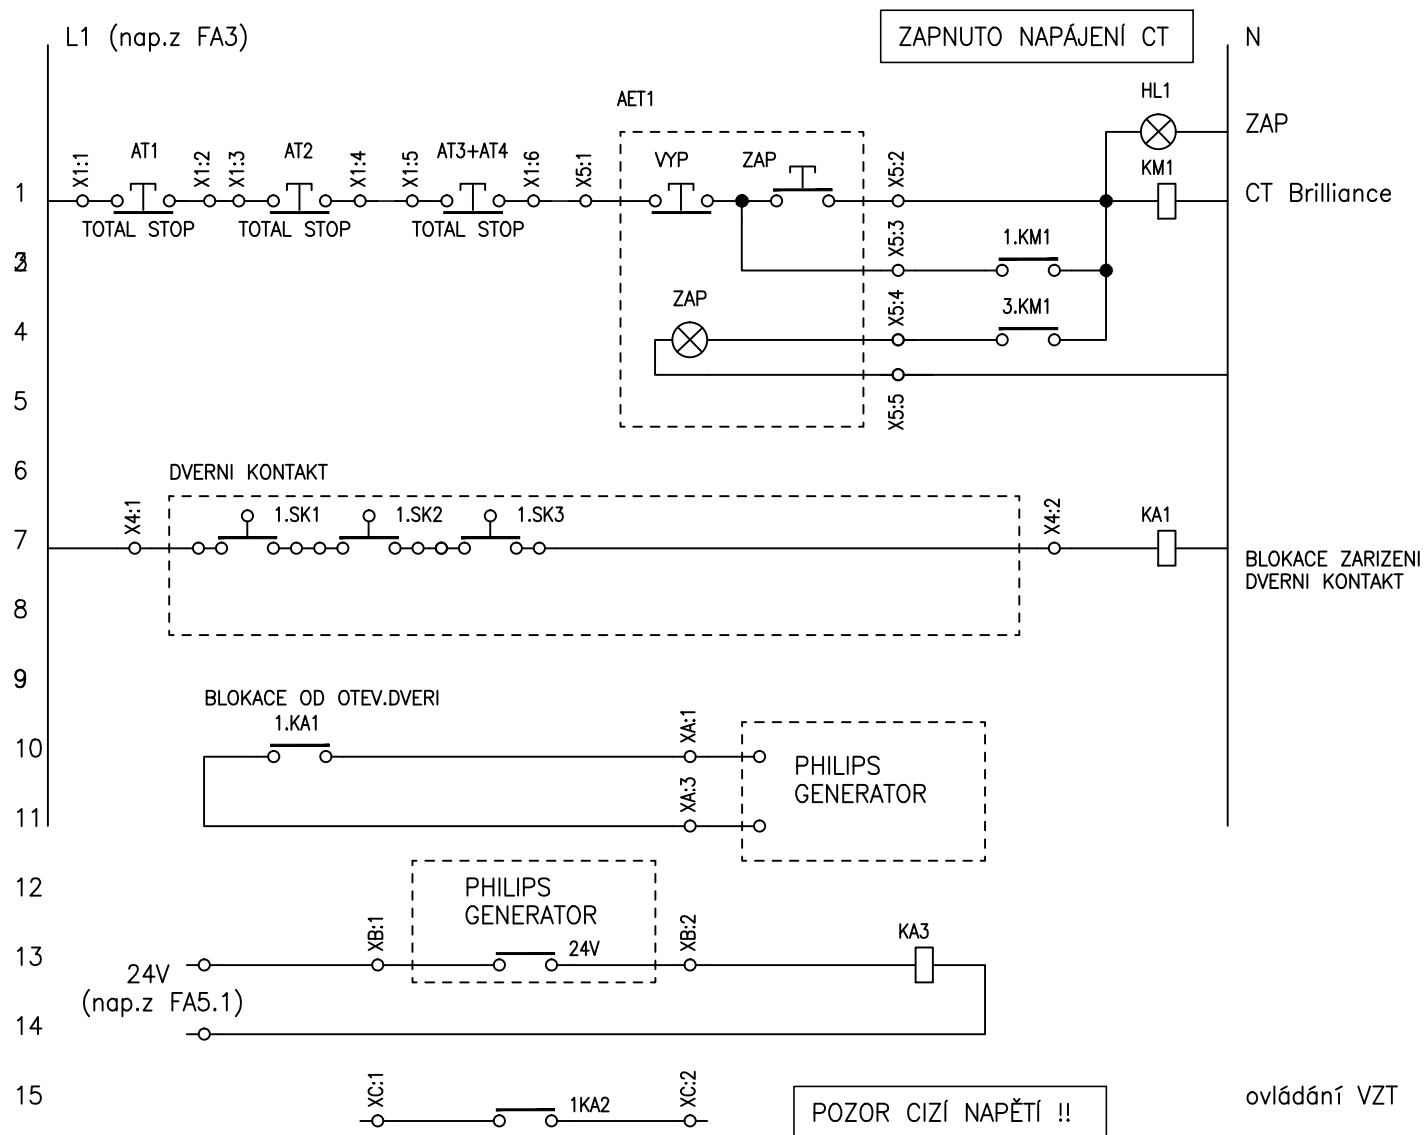 L1 (nap.z FA3)
ZAPNUTO NAPÁJENÍ CT
N
HL1
AET1
ZAP
X1:1
AT1
X1:2
X1:3
AT2
X1:4
X1:5
AT3+AT4
X1:6
X5:1
VYP
ZAP
X5:2
KM1
1
CT Brilliance
TOTAL STOP
TOTAL STOP
TOTAL STOP
X5:3
1.KM1
3
ZAP
X5:4
3.KM1
4
5
X5:5
6
DVERNI KONTAKT
X4:1
1.SK1
1.SK2
1.SK3
X4:2
KA1
7
BLOKACE ZARIZENI
DVERNI KONTAKT
8
9
BLOKACE OD OTEV.DVERI
1.KA1
XA:1
10
PHILIPS
GENERATOR
XA:3
11
12
PHILIPS
GENERATOR
XB:1
24V
XB:2
KA3
13
24V
(nap.z FA5.1)
14
15
XC:1
1KA2
XC:2
POZOR CIZÍ NAPĚTÍ !!
ovládání VZT